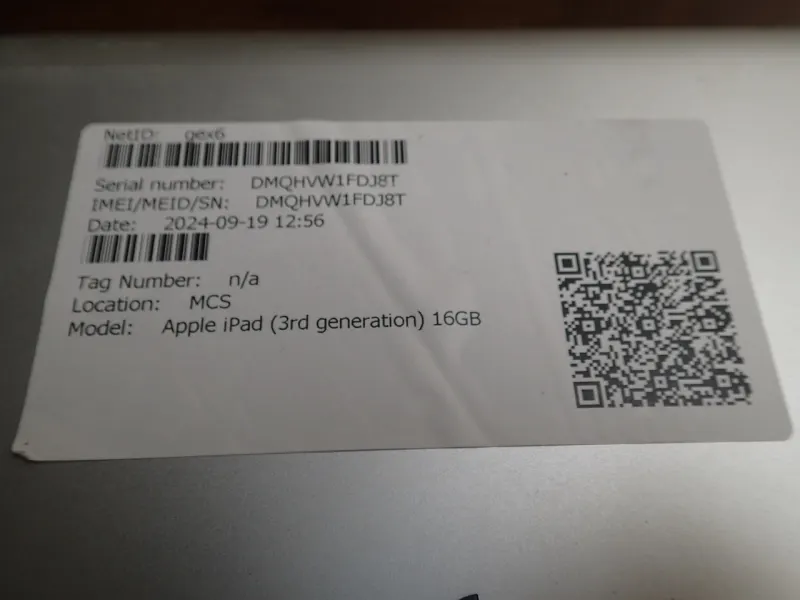 NetID: gex6
Serial number: DMQHVW1FDJ8T
IMEI/MEID/SN: DMQHVW1FDJ8T
Date: 2024-09-19 12:56
Tag Number: n/a
Location: MCS
Model: Apple iPad (3rd generation) 16GB